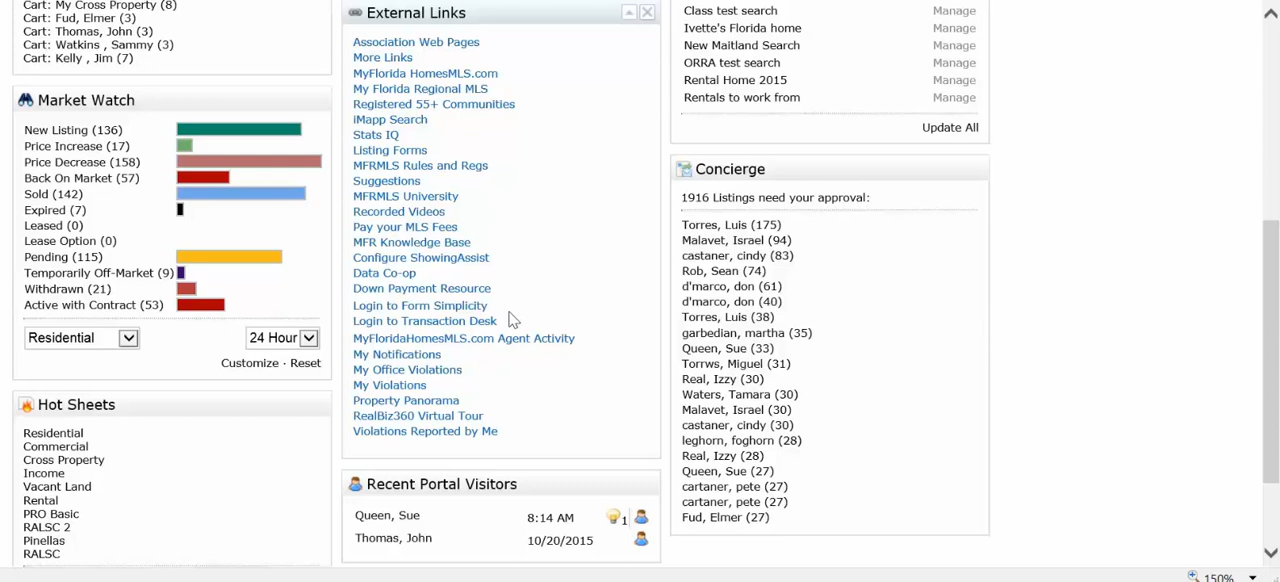 Cart: My Cross Property (8)
Cart: Fud, Elmer (3)
Cart: Thomas, John (3)
Cart: Watkins , Sammy (3)
Cart: Kelly , Jim (7)
Market Watch
New Listing (136)
Price Increase (17)
Price Decrease (158)
Back On Market (57)
Sold (142)
Expired (7)
Leased (0)
Lease Option (0)
Pending (115)
Temporarily Off-Market (9)
Withdrawn (21)
Active with Contract (53)
Residential
24 Hour
Customize · Reset
Hot Sheets
Residential
Commercial
Cross Property
Income
Vacant Land
Rental
PRO Basic
RALSC 2
Pinellas
RALSC
External Links
Association Web Pages
More Links
MyFlorida HomesMLS.com
My Florida Regional MLS
Registered 55+ Communities
iMapp Search
Stats IQ
Listing Forms
MFRMLS Rules and Regs
Suggestions
MFRMLS University
Recorded Videos
Pay your MLS Fees
MFR Knowledge Base
Configure ShowingAssist
Data Co-op
Down Payment Resource
Login to Form Simplicity
Login to Transaction Desk
MyFloridaHomesMLS.com Agent Activity
My Notifications
My Office Violations
My Violations
Property Panorama
RealBiz360 Virtual Tour
Violations Reported by Me
Recent Portal Visitors
Queen, Sue 8:14 AM 1
Thomas, John 10/20/2015
Class test search Manage
Ivette's Florida home Manage
New Maitland Search Manage
ORRA test search Manage
Rental Home 2015 Manage
Rentals to work from Manage
Update All
Concierge
1916 Listings need your approval:
Torres, Luis (175)
Malavet, Israel (94)
castaner, cindy (83)
Rob, Sean (74)
d'marco, don (61)
d'marco, don (40)
Torres, Luis (38)
garbedian, martha (35)
Queen, Sue (33)
Torrws, Miguel (31)
Real, Izzy (30)
Waters, Tamara (30)
Malavet, Israel (30)
castaner, cindy (30)
leghorn, foghorn (28)
Real, Izzy (28)
Queen, Sue (27)
cartaner, pete (27)
cartaner, pete (27)
Fud, Elmer (27)
150%